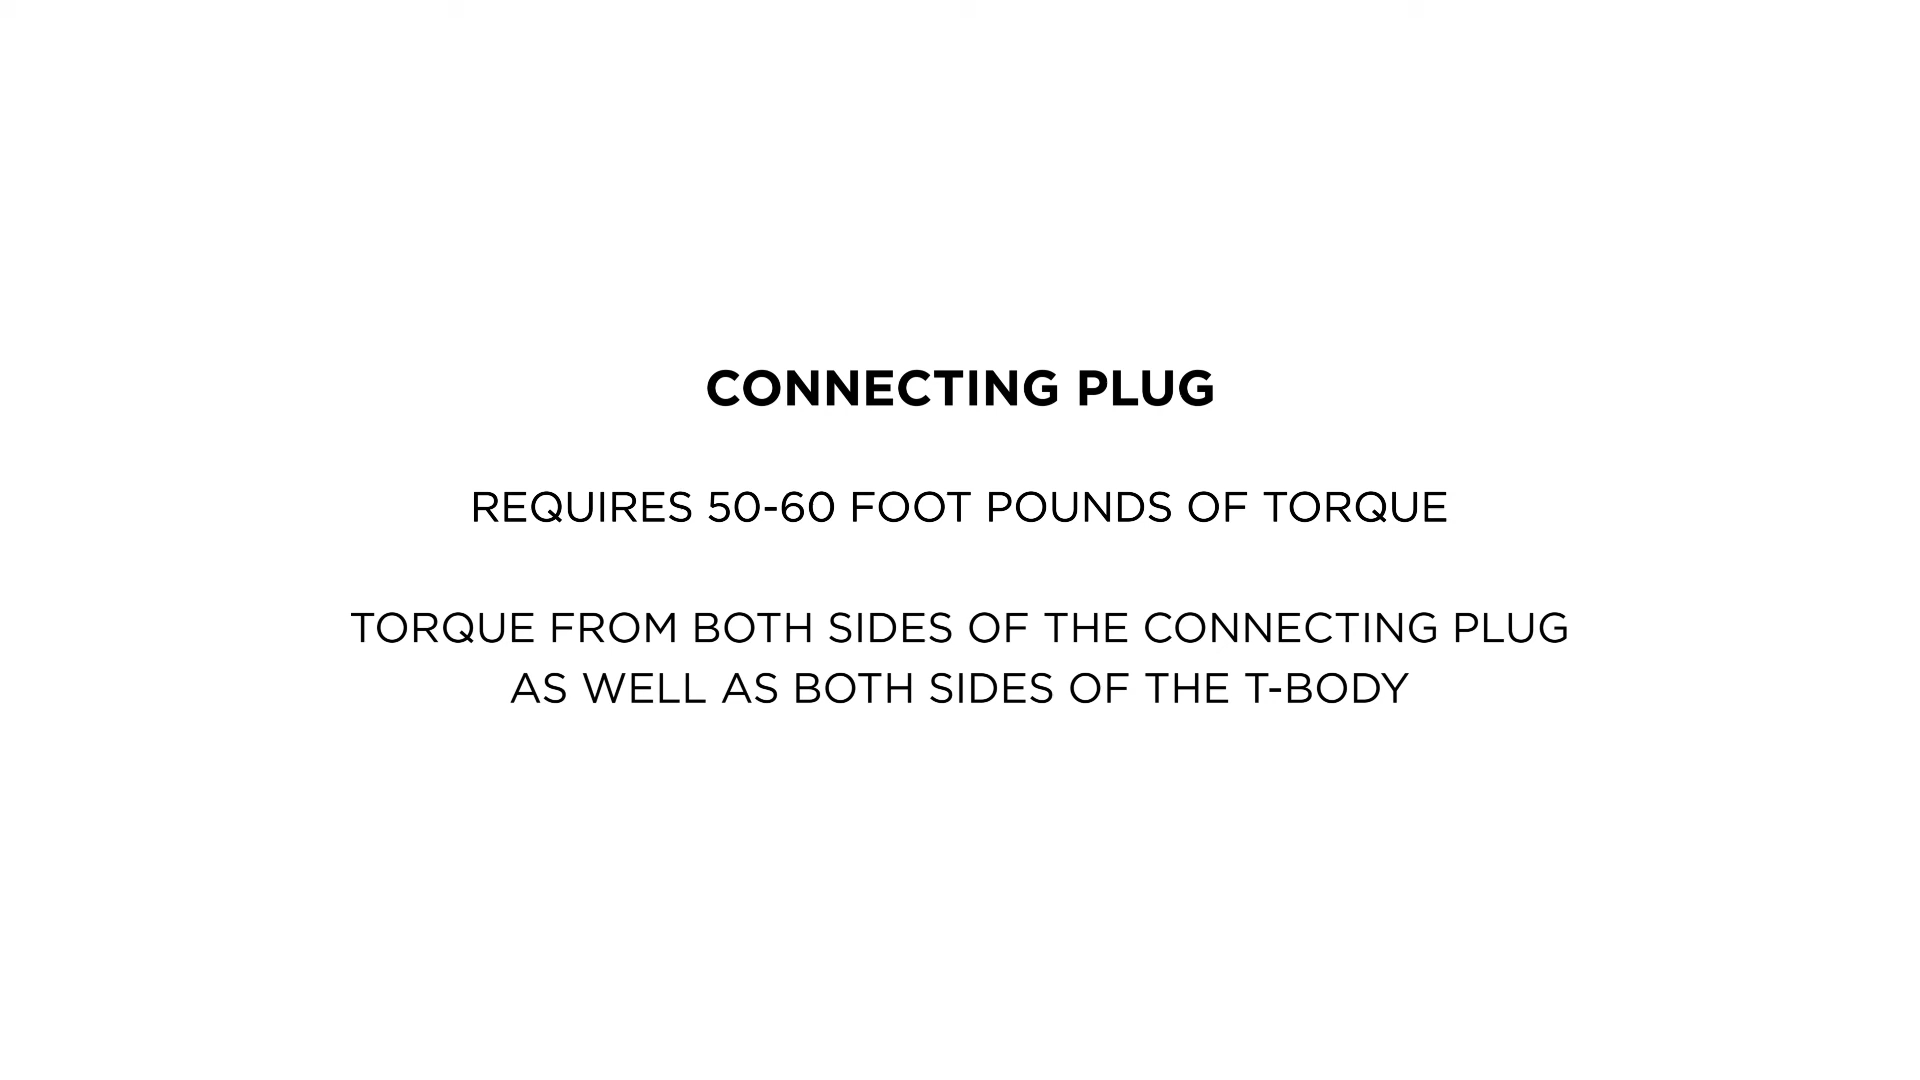 CONNECTING PLUG
REQUIRES 50-60 FOOT POUNDS OF TORQUE
TORQUE FROM BOTH SIDES OF THE CONNECTING PLUG
AS WELL AS BOTH SIDES OF THE T-BODY